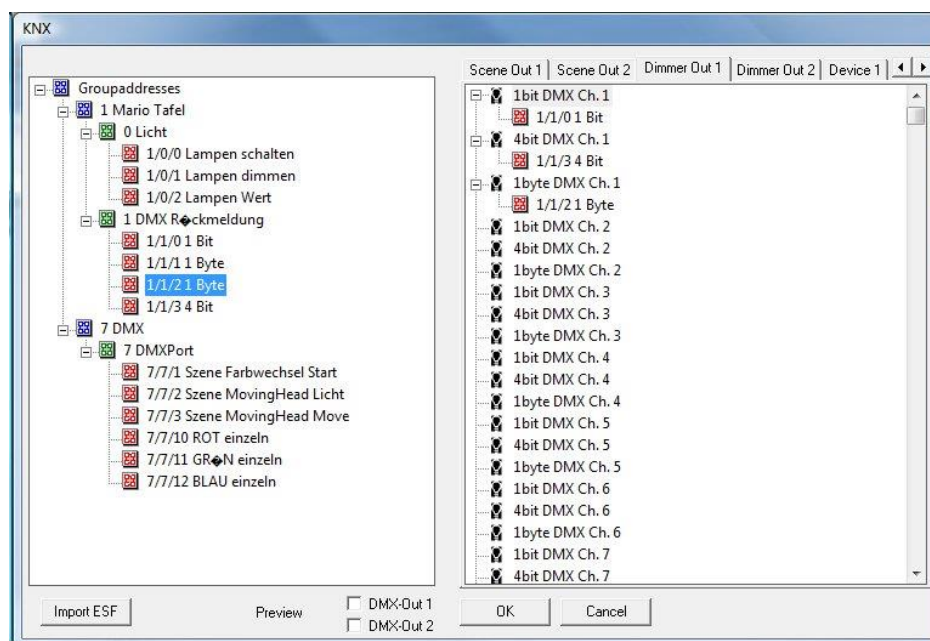 KNX
Groupaddresses
1 Mario Tafel
0 Licht
1/0/0 Lampen schalten
1/0/1 Lampen dimmen
1/0/2 Lampen Wert
1 DMX R�ckmeldung
1/1/0 1 Bit
1/1/1 1 Byte
1/1/2 1 Byte
1/1/3 4 Bit
7 DMX
7 DMXPort
7/7/1 Szene Farbwechsel Start
7/7/2 Szene MovingHead Licht
7/7/3 Szene MovingHead Move
7/7/10 ROT einzeln
7/7/11 GR�N einzeln
7/7/12 BLAU einzeln
Import ESF
Preview
DMX-Out 1
DMX-Out 2
Scene Out 1 Scene Out 2 Dimmer Out 1 Dimmer Out 2 Device 1
1bit DMX Ch. 1
1/1/0 1 Bit
4bit DMX Ch. 1
1/1/3 4 Bit
1byte DMX Ch. 1
1/1/2 1 Byte
1bit DMX Ch. 2
4bit DMX Ch. 2
1byte DMX Ch. 2
1bit DMX Ch. 3
4bit DMX Ch. 3
1byte DMX Ch. 3
1bit DMX Ch. 4
4bit DMX Ch. 4
1byte DMX Ch. 4
1bit DMX Ch. 5
4bit DMX Ch. 5
1byte DMX Ch. 5
1bit DMX Ch. 6
4bit DMX Ch. 6
1byte DMX Ch. 6
1bit DMX Ch. 7
4bit DMX Ch. 7
OK
Cancel